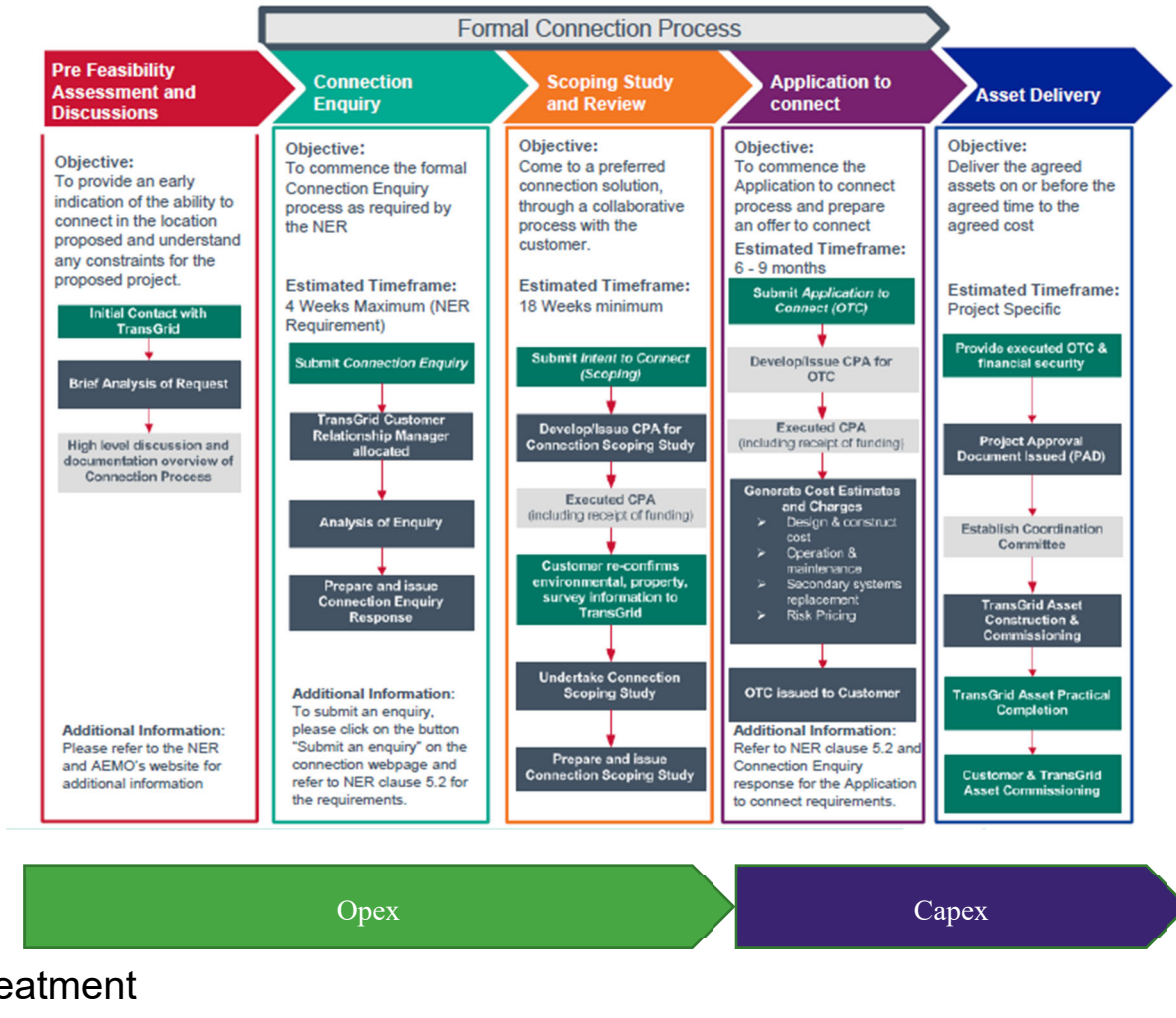 Formal Connection Process
Pre Feasibility
Assessment and
Discussions
Objective:
To provide an early
indication of the ability to
connect in the location
proposed and understand
any constraints for the
proposed project.
Initial Contact with
TransGrid
Brief Analysis of Request
High level discussion and
documentation overview of
Connection Process
Additional Information:
Please refer to the NER
and AEMO's website for
additional information
Connection
Enquiry
Objective:
To commence the formal
Connection Enquiry
process as required by
the NER
Estimated Timeframe:
4 Weeks Maximum (NER
Requirement)
Submit Connection Enquiry
TransGrid Customer
Relationship Manager
allocated
Analysis of Enquiry
Prepare and issue
Connection Enquiry
Response
Additional Information:
To submit an enquiry,
please click on the button
"Submit an enquiry" on the
connection webpage and
refer to NER clause 5.2 for
the requirements.
Scoping Study
and Review
Objective:
Come to a preferred
connection solution,
through a collaborative
process with the
customer.
Estimated Timeframe:
18 Weeks minimum
Submit Intent to Connect
(Scoping)
Develop/Issue CPA for
Connection Scoping Study
Executed CPA
(including receipt of funding)
Customer re-confirms
environmental, property,
survey information to
TransGrid
Undertake Connection
Scoping Study
Prepare and issue
Connection Scoping Study
Application to
connect
Objective:
To commence the
Application to connect
process and prepare
an offer to connect
Estimated Timeframe:
6 - 9 months
Submit Application to
Connect (OTC)
Develop/Issue CPA for
OTC
Executed CPA
(including receipt of funding)
Generate Cost Estimates
and Charges
➢ Design & construct
cost
➢ Operation &
maintenance
➢ Secondary systems
replacement
➢ Risk Pricing
OTC issued to Customer
Additional Information:
Refer to NER clause 5.2 and
Connection Enquiry
response for the Application
to connect requirements.
Asset Delivery
Objective:
Deliver the agreed
assets on or before the
agreed time to the
agreed cost
Estimated Timeframe:
Project Specific
Provide executed OTC &
financial security
Project Approval
Document Issued (PAD)
Establish Coordination
Committee
TransGrid Asset
Construction &
Commissioning
TransGrid Asset Practical
Completion
Customer & TransGrid
Asset Commissioning
Opex
Capex
eatment